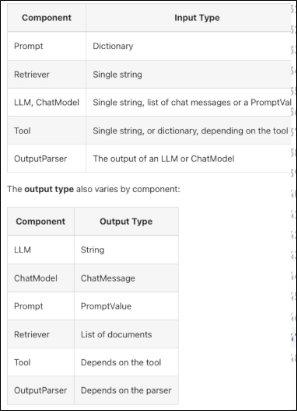 Component Input Type
Prompt Dictionary
Retriever Single string
LLM, ChatModel Single string, list of chat messages or a PromptVal
Tool Single string, or dictionary, depending on the tool
OutputParser The output of an LLM or ChatModel
The output type also varies by component:
Component Output Type
LLM String
ChatModel ChatMessage
Prompt PromptValue
Retriever List of documents
Tool Depends on the tool
OutputParser Depends on the parser